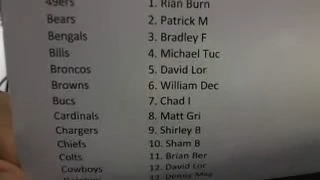 49ers 1. Rian Burn
Bears 2. Patrick M
Bengals 3. Bradley F
Bills 4. Michael Tuc
Broncos 5. David Lor
Browns 6. William Dec
Bucs 7. Chad I
Cardinals 8. Matt Gri
Chargers 9. Shirley B
Chiefs 10. Sham B
Colts 11. Brian Ber
Cowboys 12. David Lor